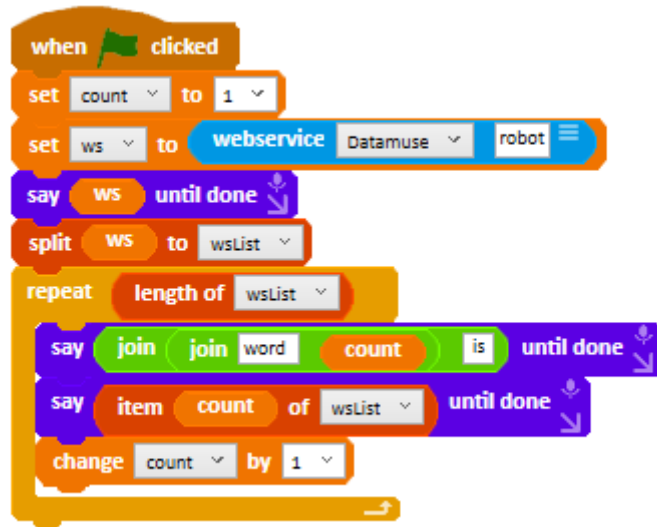 when clicked
set count to 1
set ws to webservice Datamuse robot
say ws until done
split ws to wsList
repeat length of wsList
say join join word count is until done
say item count of wsList until done
change count by 1